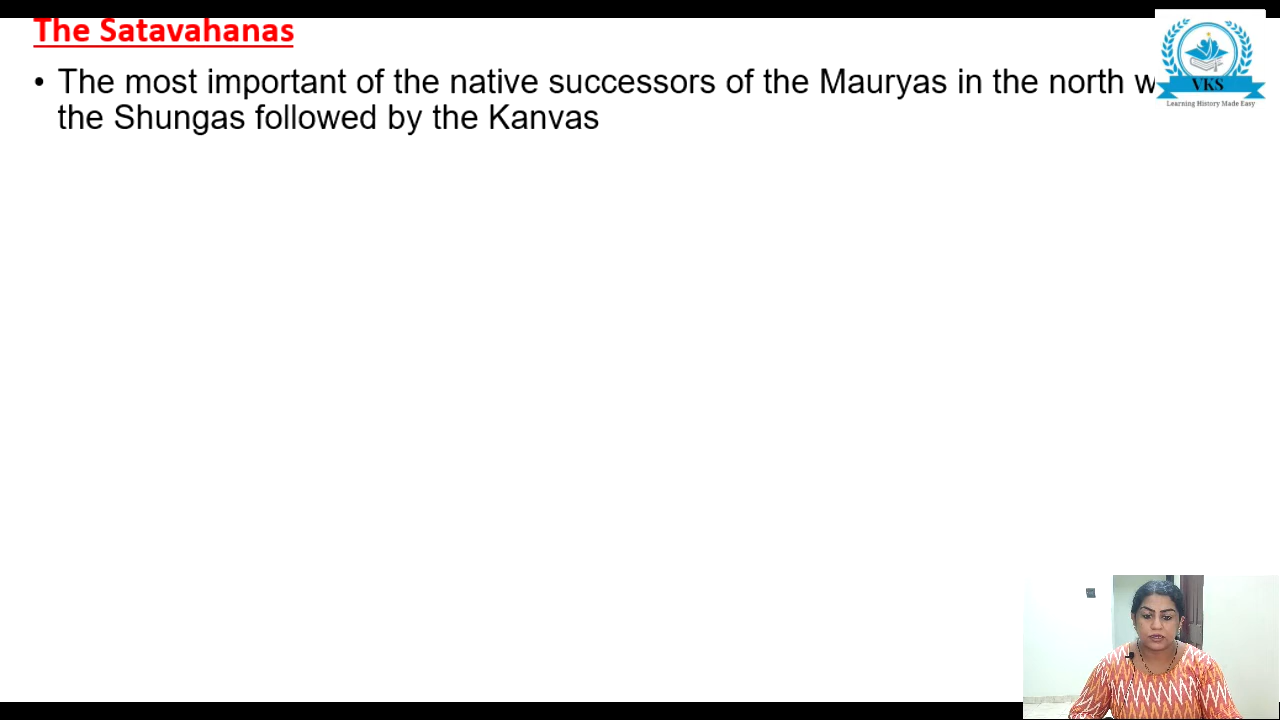 The Satavahanas
• The most important of the native successors of the Mauryas in the north
the Shungas followed by the Kanvas
VKS
Learning History Made Easy